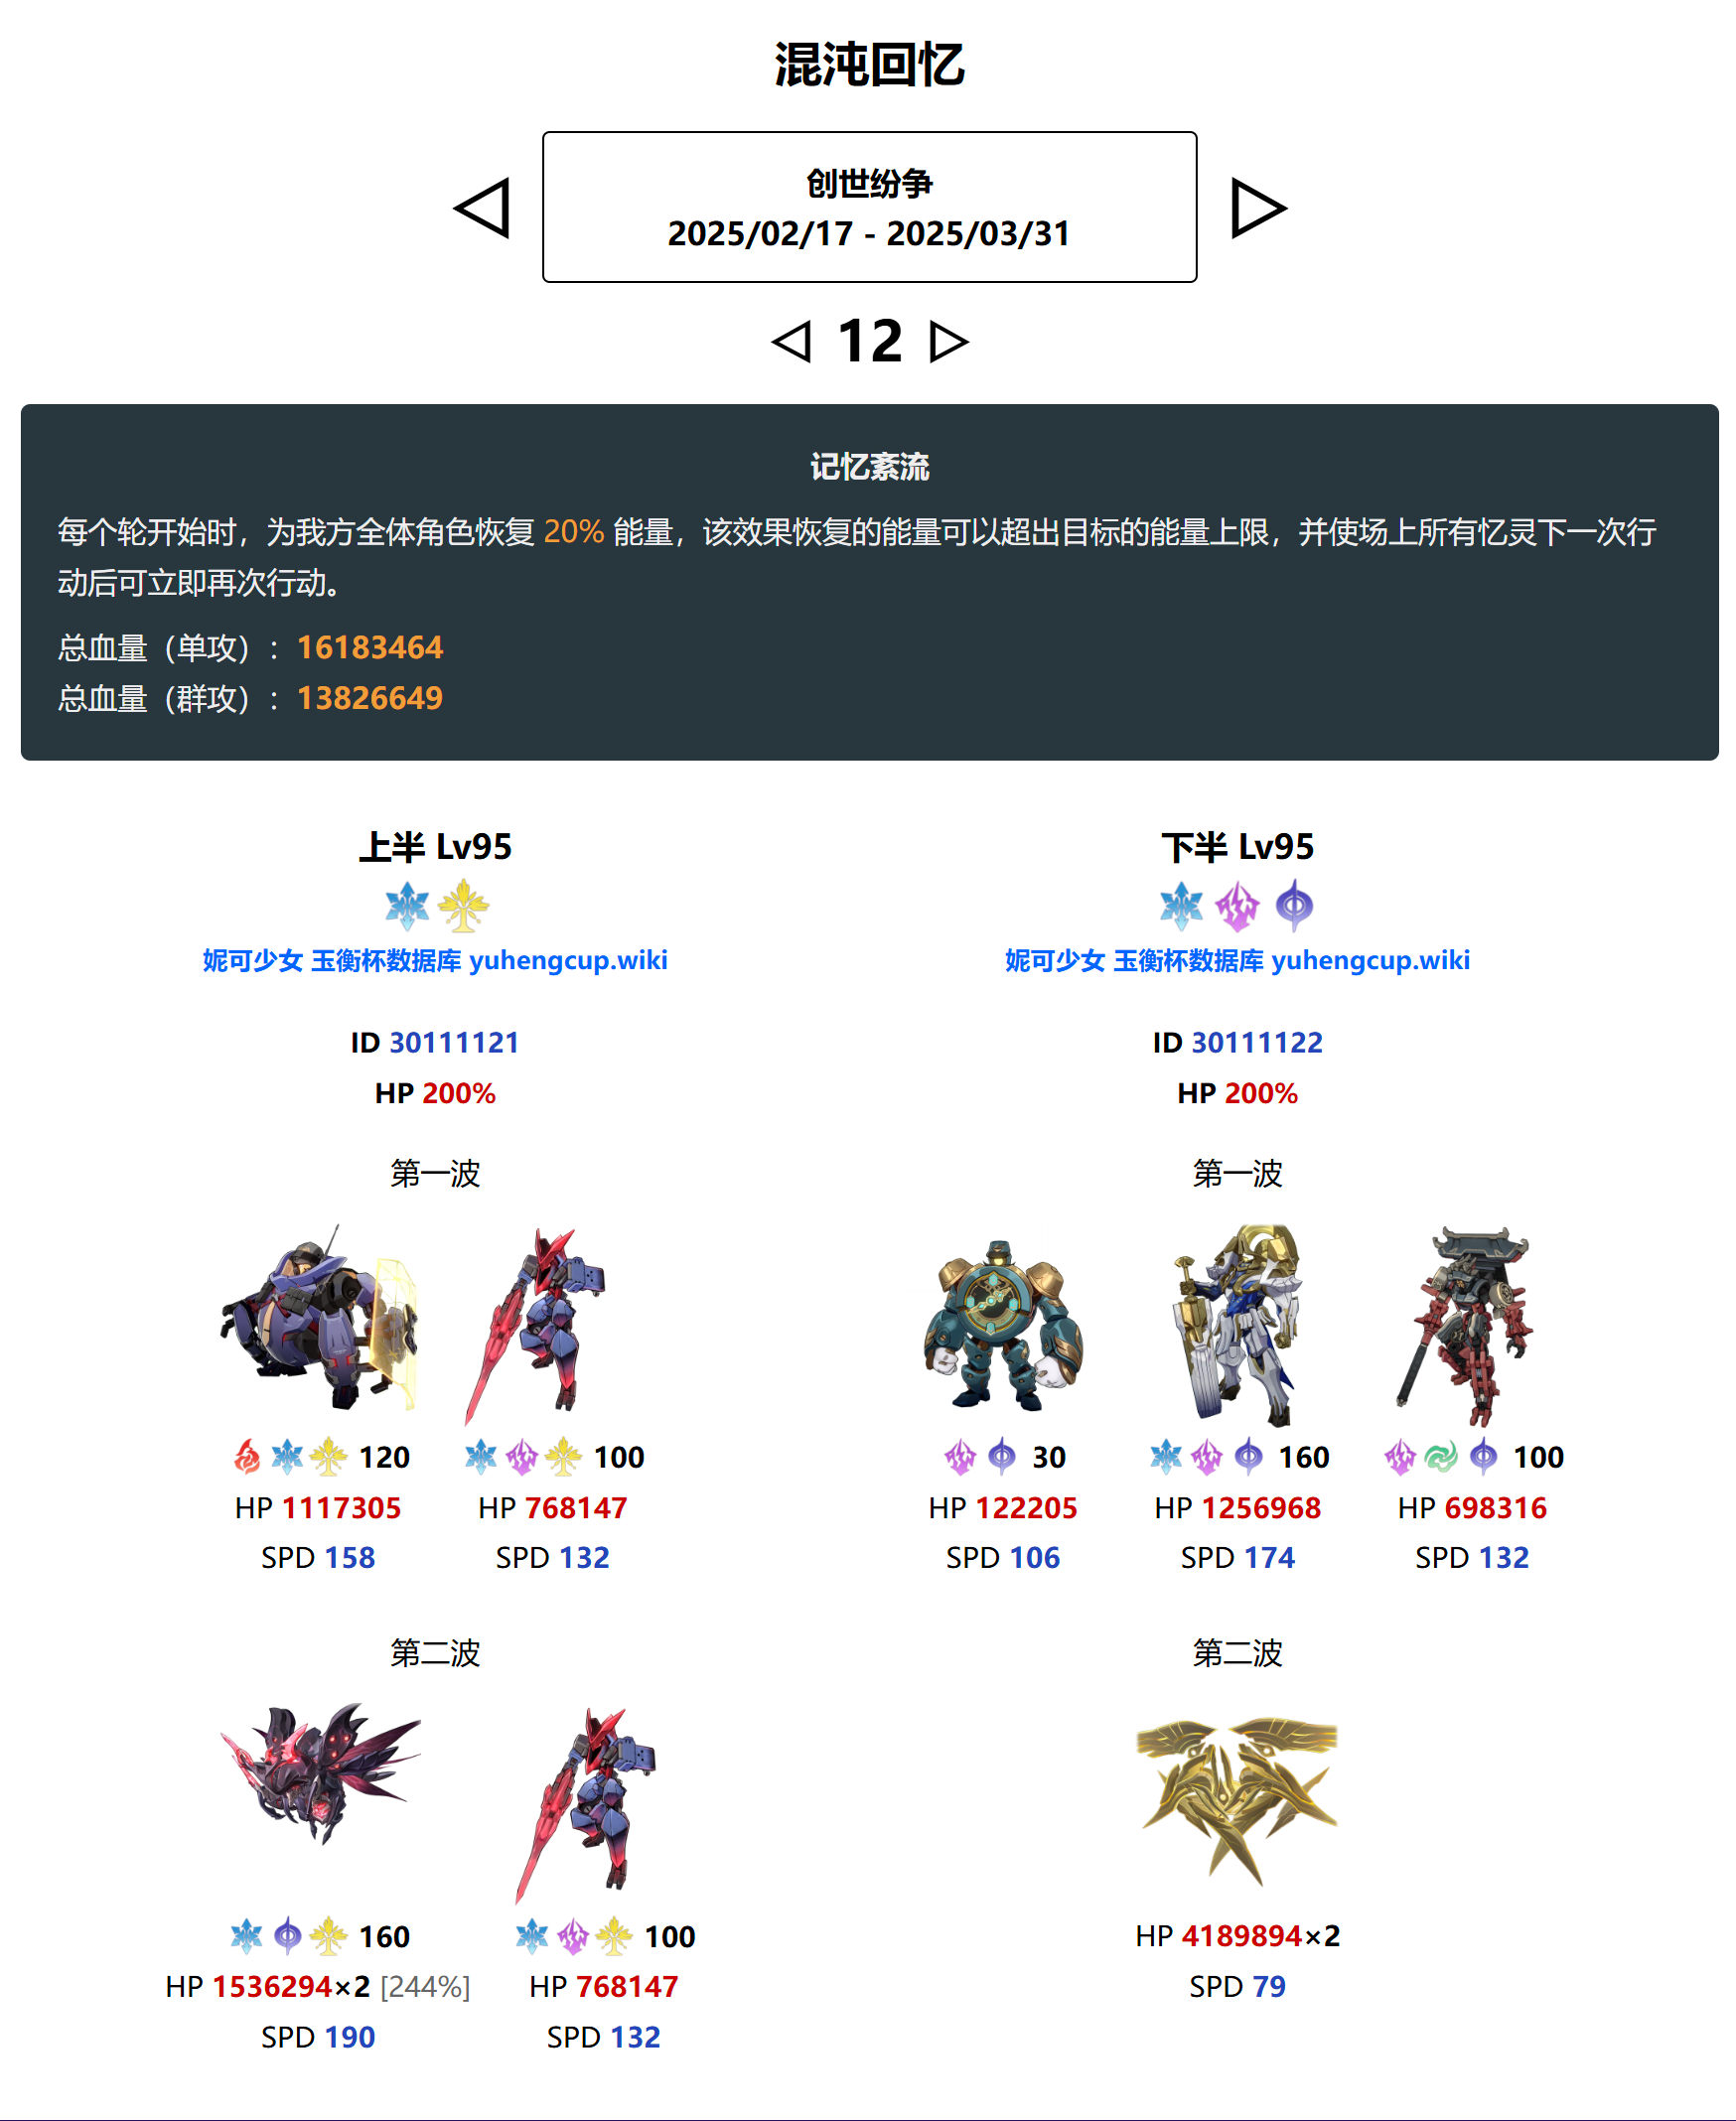 混沌回忆
创世纷争
2025/02/17 - 2025/03/31
12
记忆紊流
每个轮开始时，为我方全体角色恢复 20% 能量，该效果恢复的能量可以超出目标的能量上限，并使场上所有忆灵下一次行
动后可立即再次行动。
总血量（单攻）：16183464
总血量（群攻）：13826649
上半 Lv95
妮可少女 玉衡杯数据库 yuhengcup.wiki
ID 30111121
HP 200%
第一波
120
HP 1117305
SPD 158
100
HP 768147
SPD 132
第二波
160
HP 1536294×2 [244%]
SPD 190
100
HP 768147
SPD 132
下半 Lv95
妮可少女 玉衡杯数据库 yuhengcup.wiki
ID 30111122
HP 200%
第一波
30
HP 122205
SPD 106
160
HP 1256968
SPD 174
100
HP 698316
SPD 132
第二波
HP 4189894×2
SPD 79